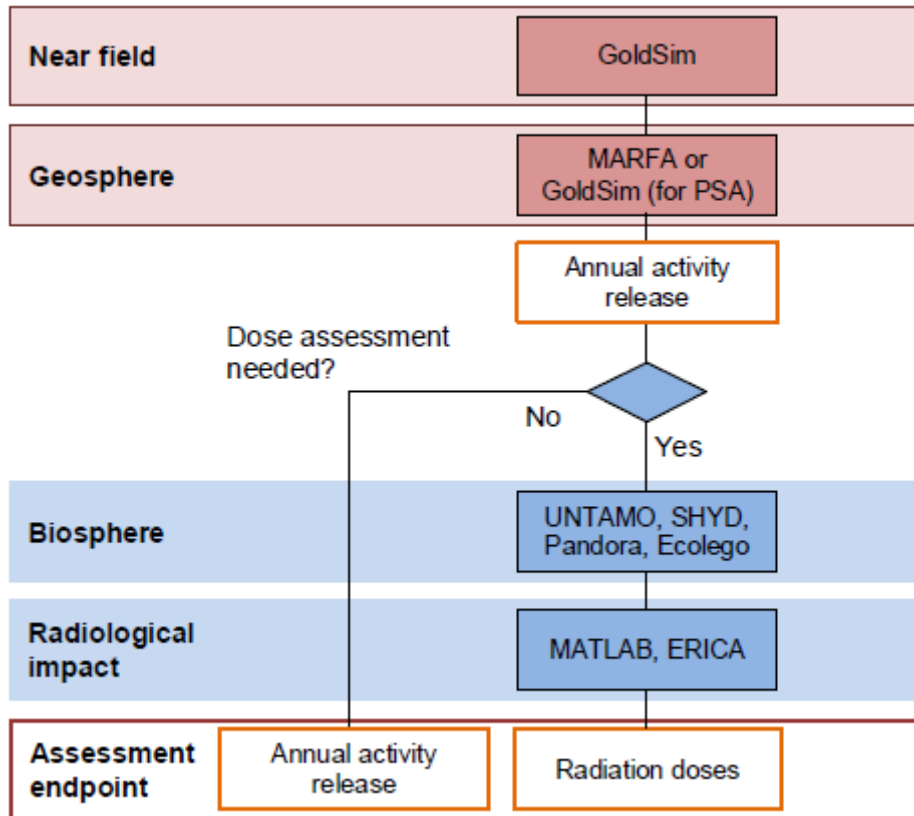 Near field
GoldSim
Geosphere
MARFA or
GoldSim (for PSA)
Annual activity
release
Dose assessment
needed?
No
Yes
Biosphere
UNTAMO, SHYD,
Pandora, Ecolego
Radiological
impact
MATLAB, ERICA
Assessment
endpoint
Annual activity
release
Radiation doses